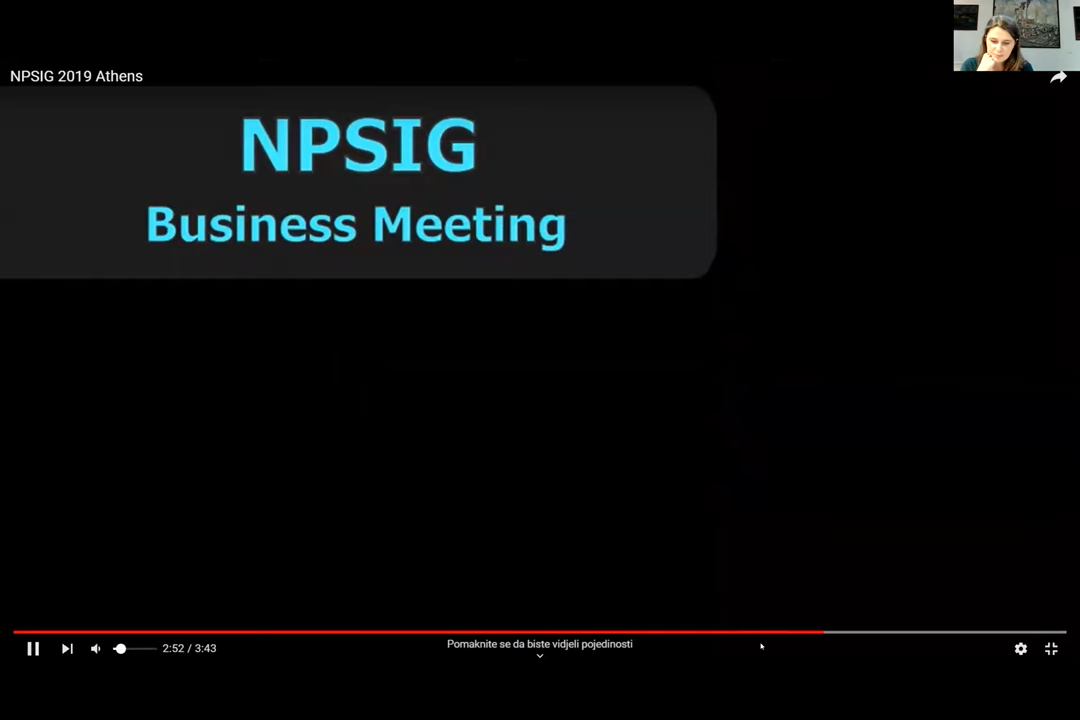 NPSIG 2019 Athens
NPSIG
Business Meeting
2:52 / 3:43
Pomaknite se da biste vidjeli pojedinosti